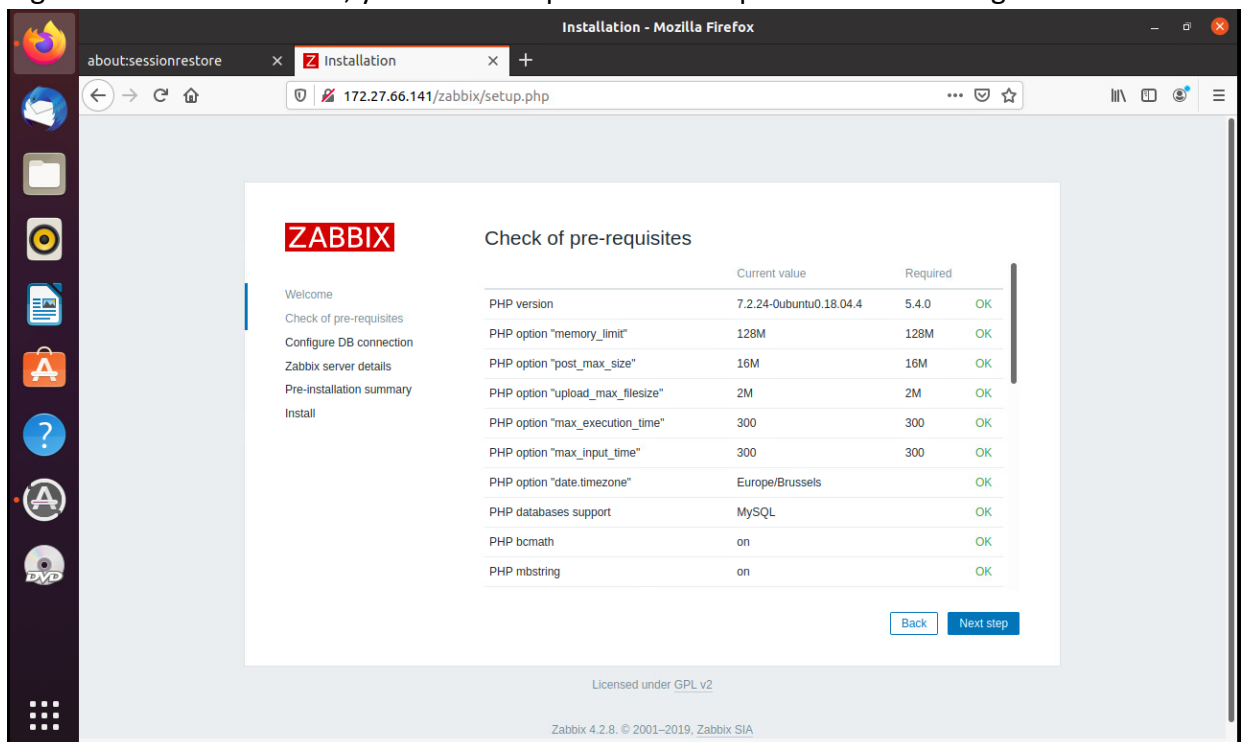 Installation - Mozilla Firefox
about:sessionrestore
Z Installation
172.27.66.141/zabbix/setup.php
ZABBIX
Check of pre-requisites
Welcome
Check of pre-requisites
Configure DB connection
Zabbix server details
Pre-installation summary
Install
Current value Required
PHP version 7.2.24-0ubuntu0.18.04.4 5.4.0 OK
PHP option "memory_limit" 128M 128M OK
PHP option "post_max_size" 16M 16M OK
PHP option "upload_max_filesize" 2M 2M OK
PHP option "max_execution_time" 300 300 OK
PHP option "max_input_time" 300 300 OK
PHP option "date.timezone" Europe/Brussels OK
PHP databases support MySQL OK
PHP bcmath on OK
PHP mbstring on OK
Back Next step
Licensed under GPL v2
Zabbix 4.2.8. © 2001–2019, Zabbix SIA
DVD